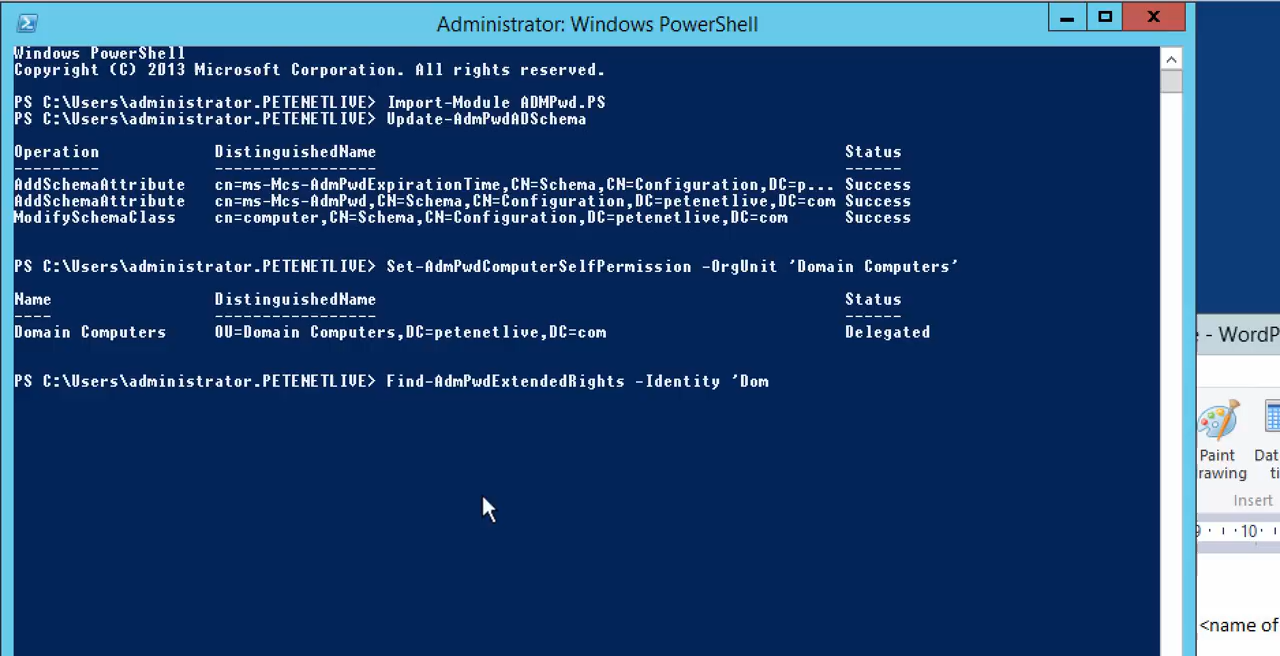 Administrator: Windows PowerShell
Windows PowerShell
Copyright (C) 2013 Microsoft Corporation. All rights reserved.
PS C:\Users\administrator.PETENETLIVE> Import-Module ADMPwd.PS
PS C:\Users\administrator.PETENETLIVE> Update-AdmPwdADSchema
Operation DistinguishedName Status
--------- ----------------- ------
AddSchemaAttribute cn=ms-Mcs-AdmPwdExpirationTime,CN=Schema,CN=Configuration,DC=p... Success
AddSchemaAttribute cn=ms-Mcs-AdmPwd,CN=Schema,CN=Configuration,DC=petenetlive,DC=com Success
ModifySchemaClass cn=computer,CN=Schema,CN=Configuration,DC=petenetlive,DC=com Success
PS C:\Users\administrator.PETENETLIVE> Set-AdmPwdComputerSelfPermission -OrgUnit 'Domain Computers'
Name DistinguishedName Status
---- ----------------- ------
Domain Computers OU=Domain Computers,DC=petenetlive,DC=com Delegated
PS C:\Users\administrator.PETENETLIVE> Find-AdmPwdExtendedRights -Identity 'Dom
- WordP
Paint Dat
rawing ti
Insert
10
<name of